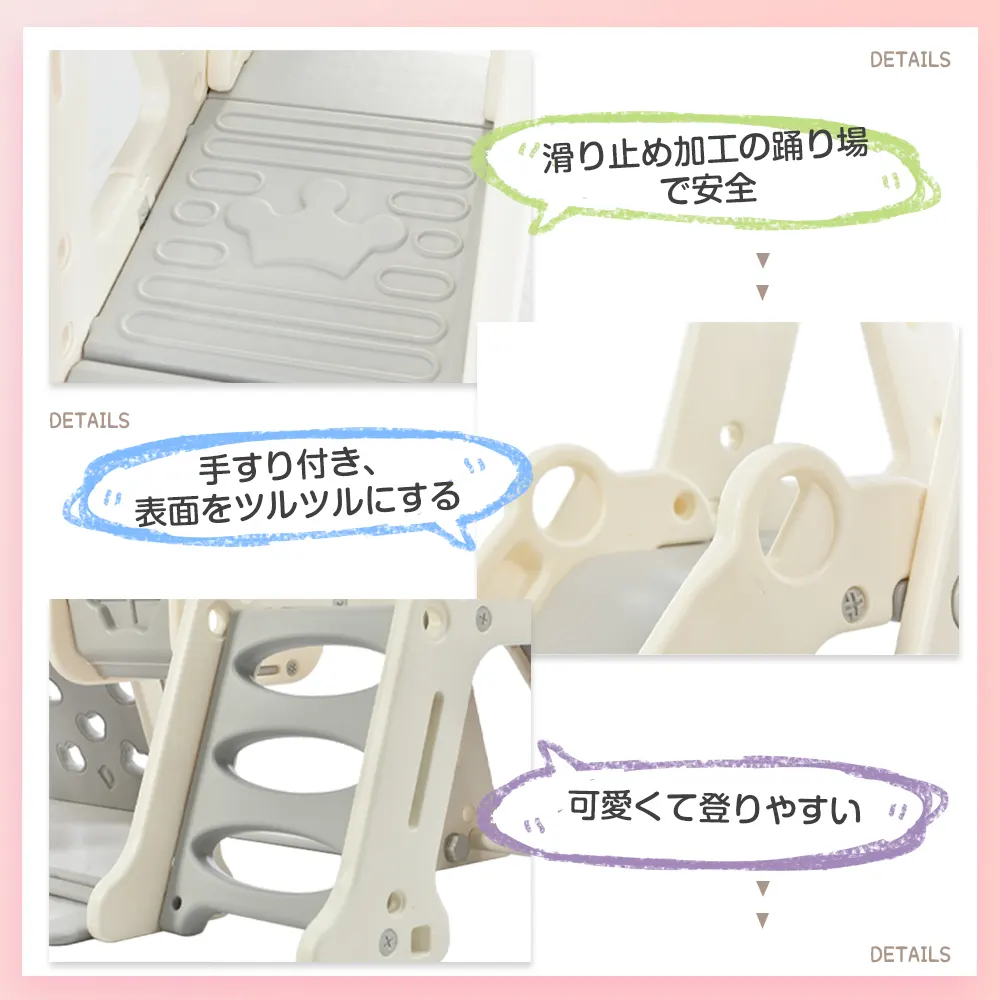 DETAILS
滑り止め加工の踊り場
で安全
DETAILS
手すり付き、
表面をツルツルにする
可愛くて登りやすい
DETAILS